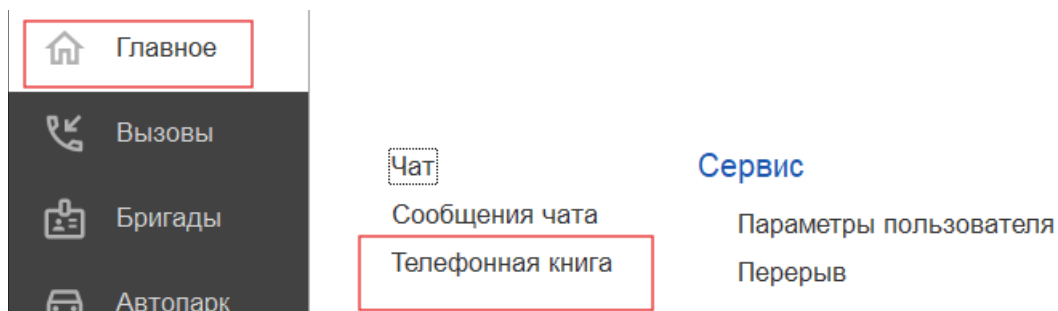 Главное
Вызовы
Бригады
Автопарк
Чат
Сообщения чата
Телефонная книга
Сервис
Параметры пользователя
Перерыв